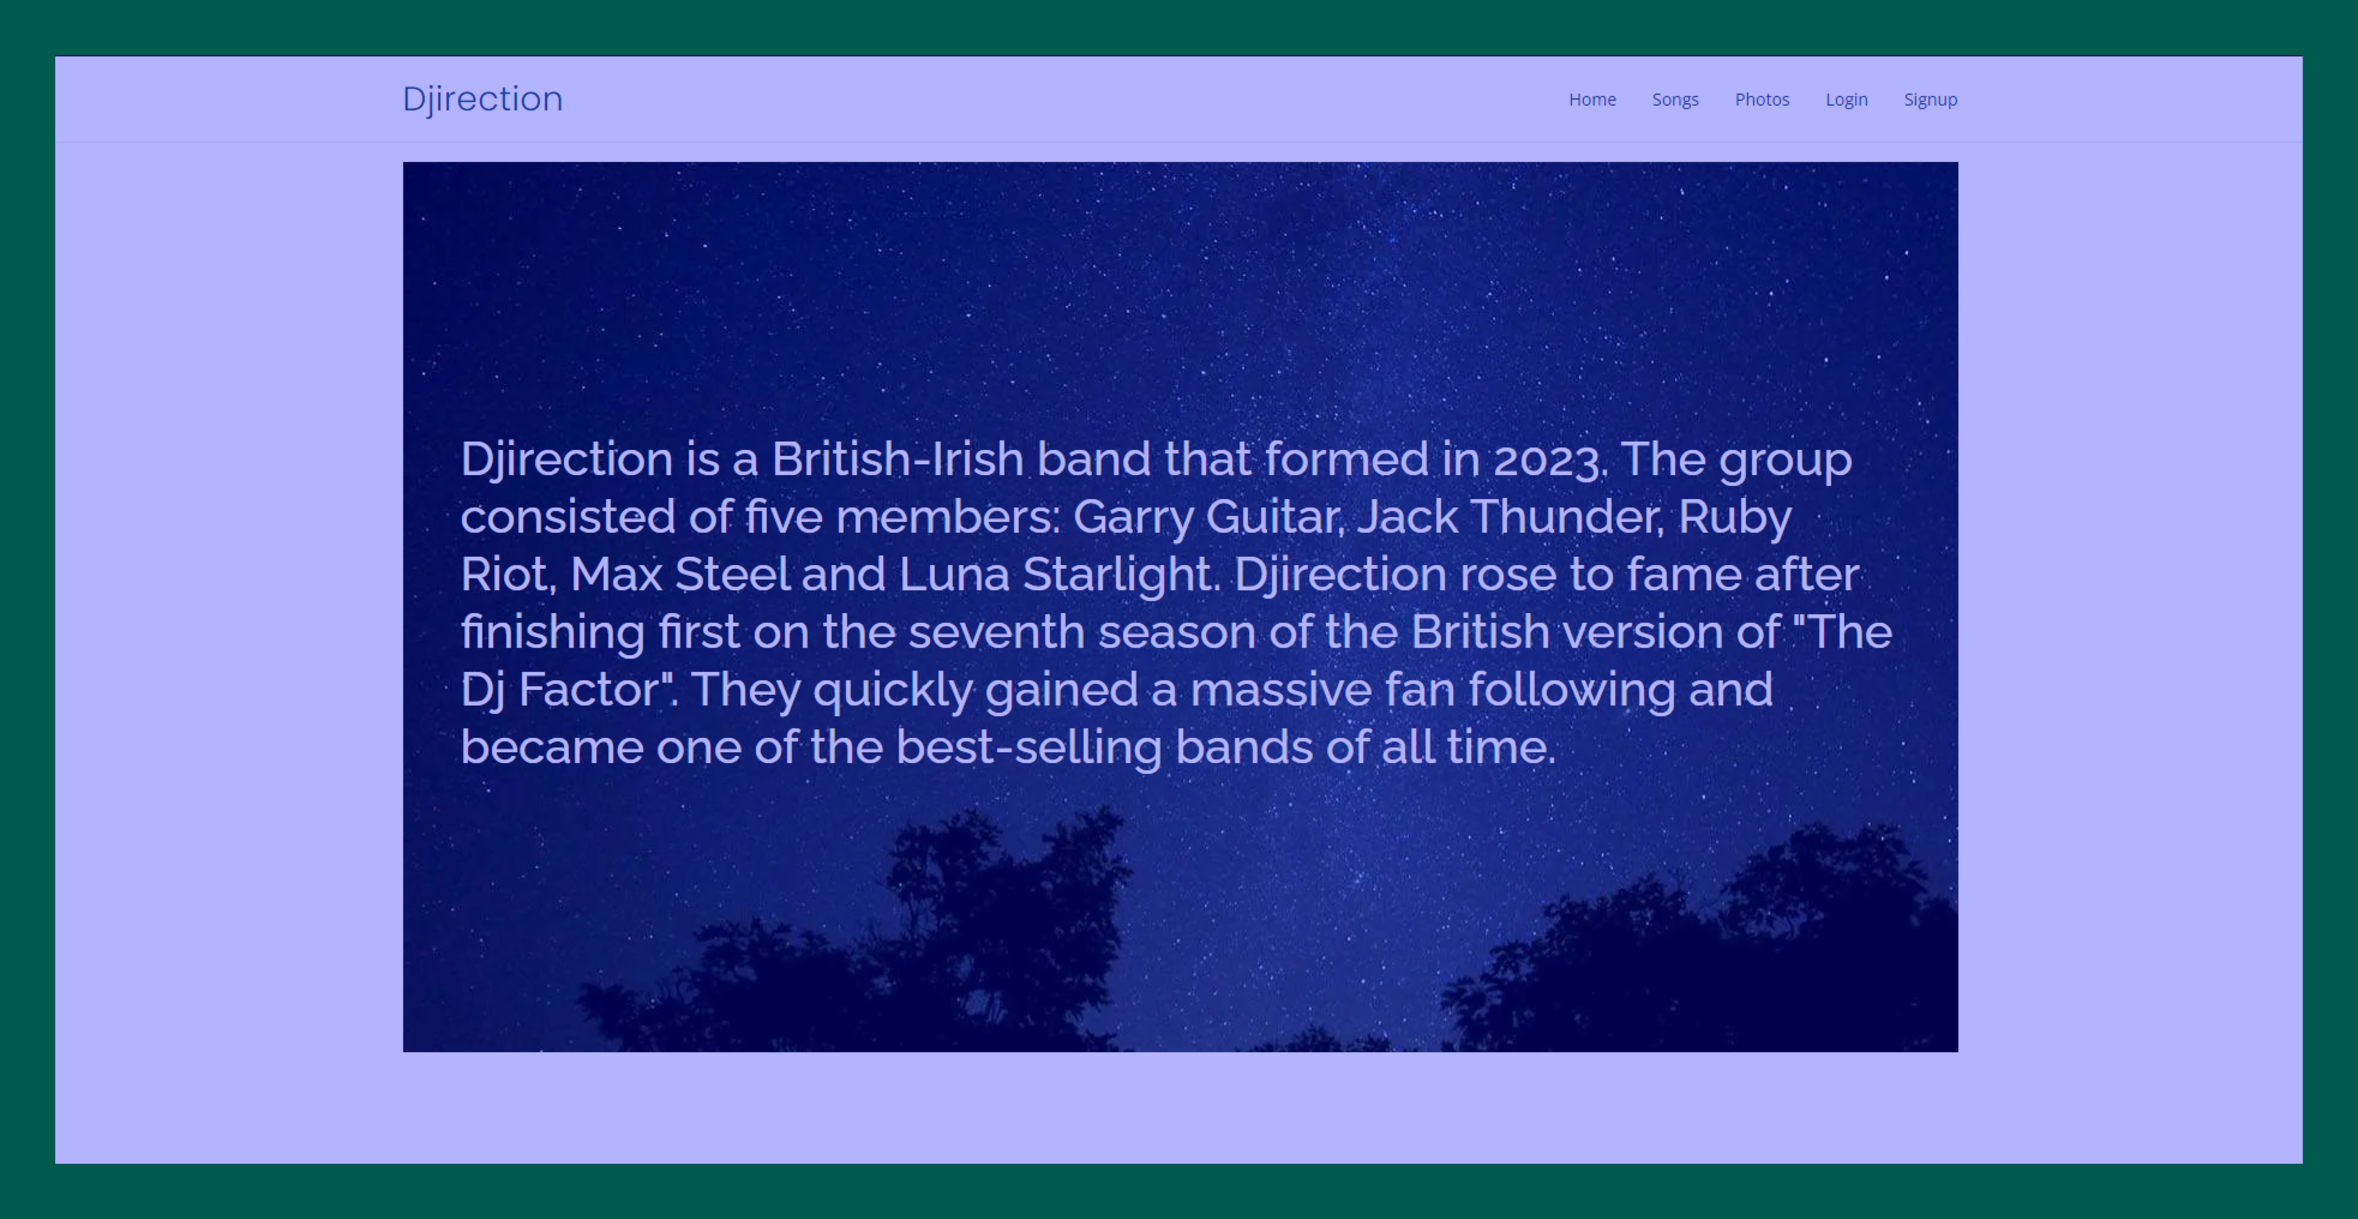 Djirection
Home Songs Photos Login Signup
Djirection is a British-Irish band that formed in 2023. The group
consisted of five members: Garry Guitar, Jack Thunder, Ruby
Riot, Max Steel and Luna Starlight. Djirection rose to fame after
finishing first on the seventh season of the British version of "The
Dj Factor". They quickly gained a massive fan following and
became one of the best-selling bands of all time.